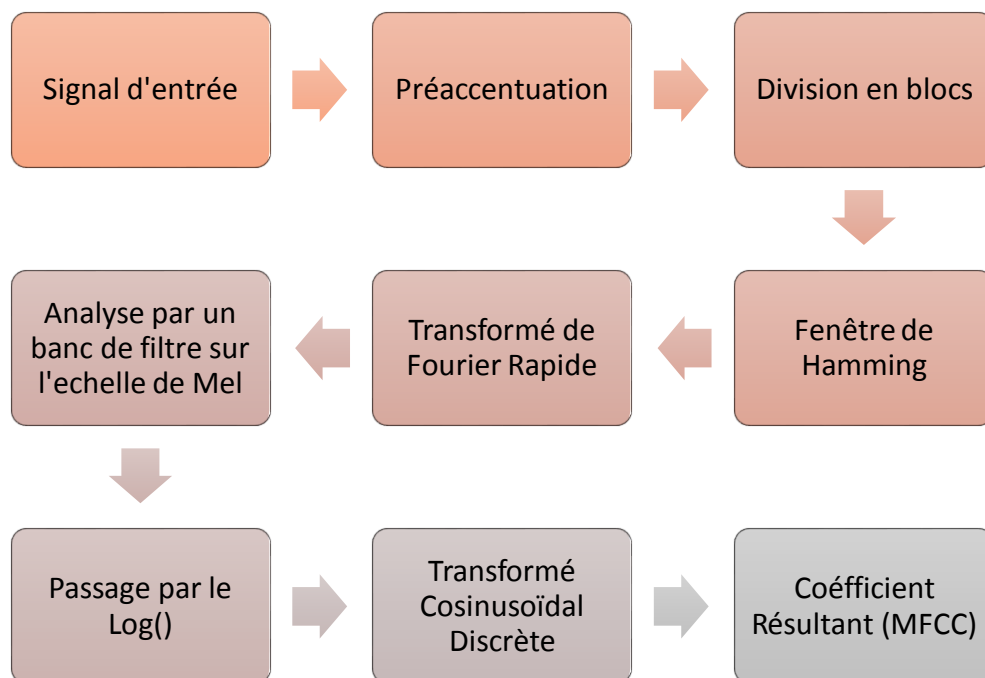 Signal d'entrée
Préaccentuation
Division en blocs
Fenêtre de
Hamming
Transformé de
Fourier Rapide
Analyse par un
banc de filtre sur
l'echelle de Mel
Passage par le
Log()
Transformé
Cosinusoïdal
Discrète
Coéfficient
Résultant (MFCC)